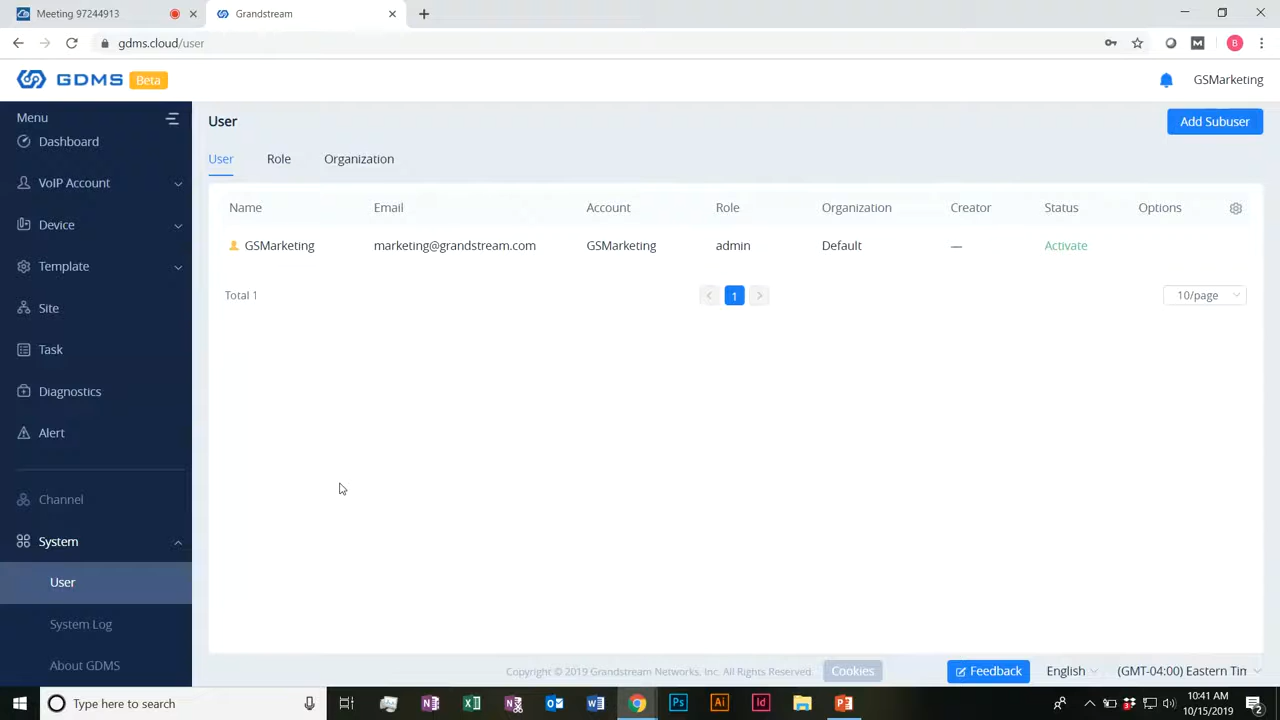 Meeting 97244913
Grandstream
gdms.cloud/user
M
B
GDMS Beta
GSMarketing
Menu
Dashboard
VoIP Account
Device
Template
Site
Task
Diagnostics
Alert
Channel
System
User
System Log
About GDMS
User
Add Subuser
User Role Organization
Name Email Account Role Organization Creator Status Options
GSMarketing marketing@grandstream.com GSMarketing admin Default — Activate
Total 1
1
10/page
Copyright © 2019 Grandstream Networks, Inc. All Rights Reserved
Cookies
Feedback
English
(GMT-04:00) Eastern Tim
Type here to search
Ps
Ai
Id
10:41 AM
10/15/2019
2